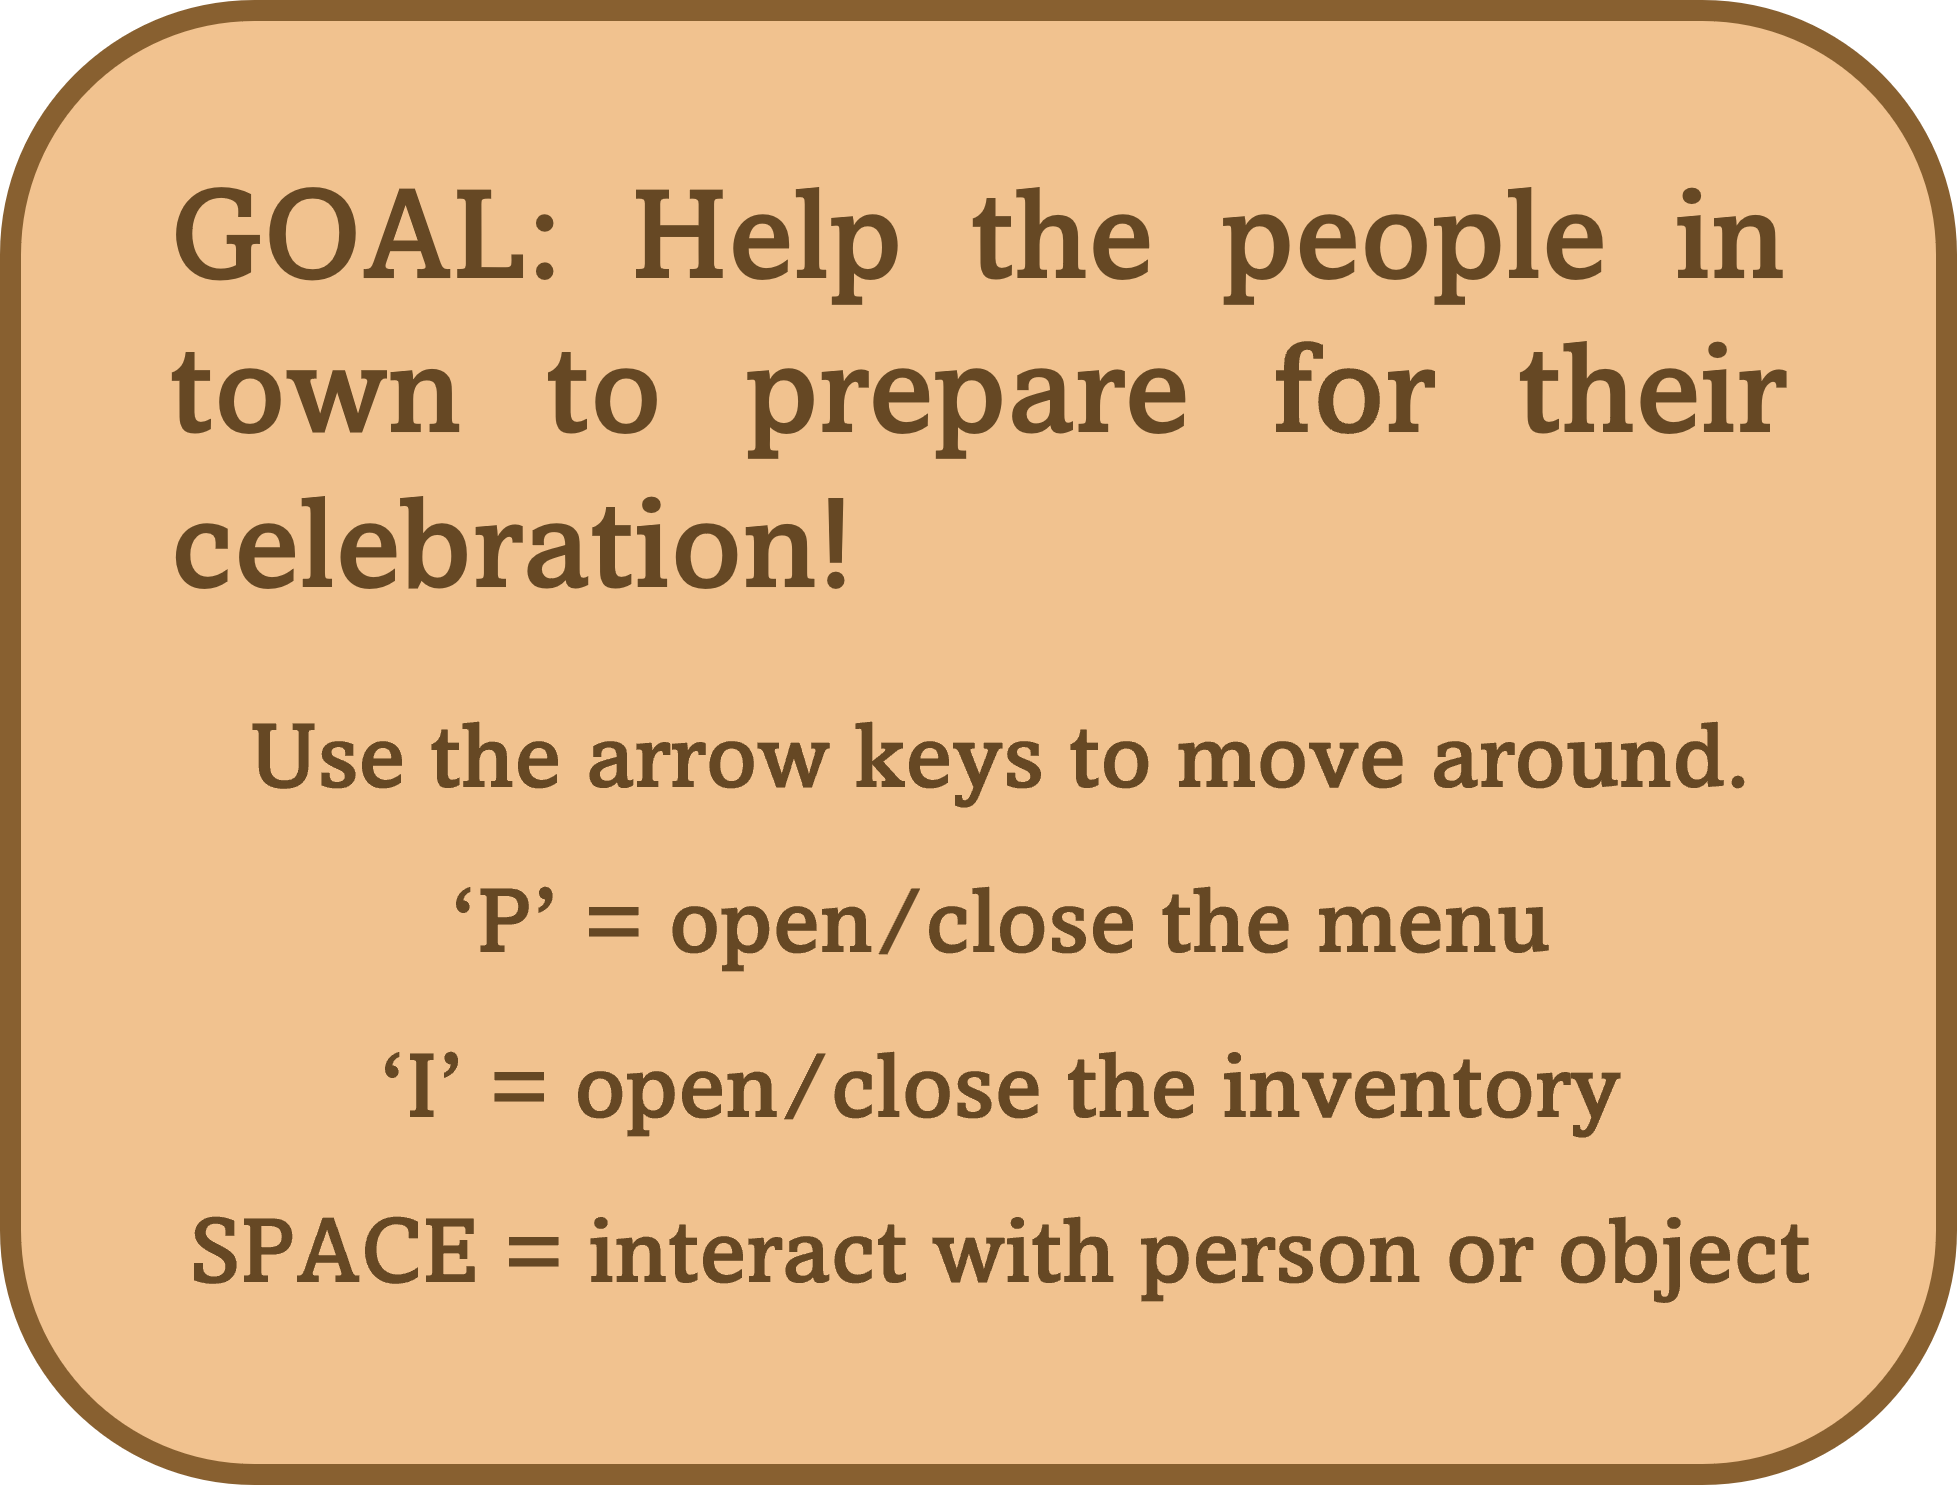 GOAL: Help the people in
town to prepare for their
celebration!
Use the arrow keys to move around.
‘P’ = open/close the menu
‘I’ = open/close the inventory
SPACE = interact with person or object